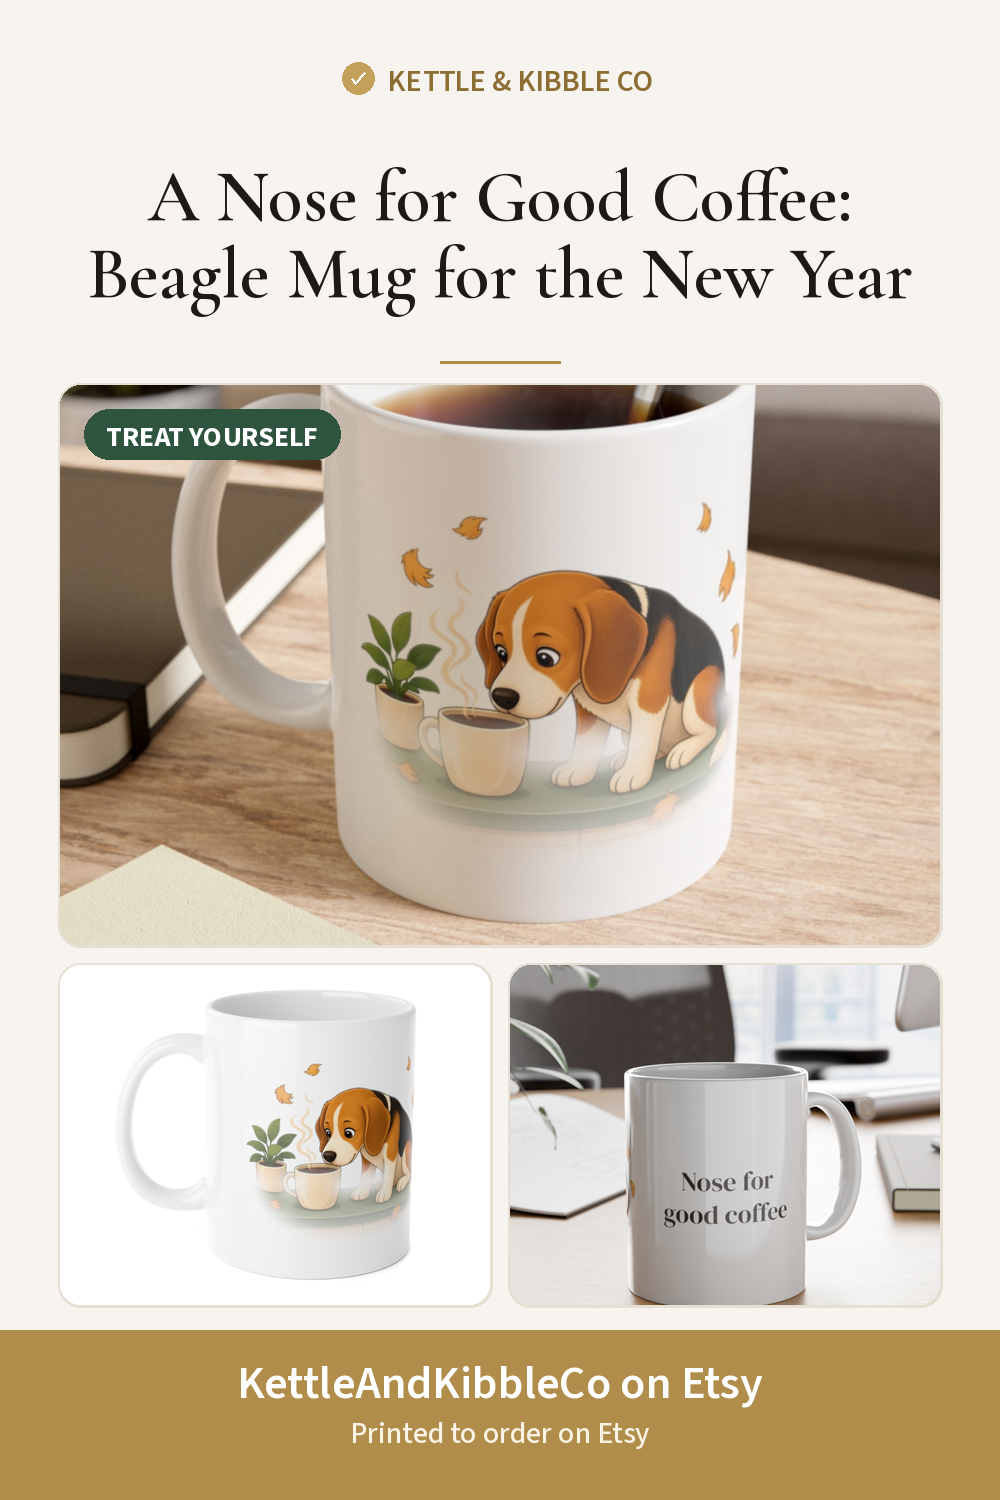 KETTLE & KIBBLE CO
A Nose for Good Coffee:
Beagle Mug for the New Year
TREAT YOURSELF
Nose for
good coffee
KettleAndKibbleCo on Etsy
Printed to order on Etsy